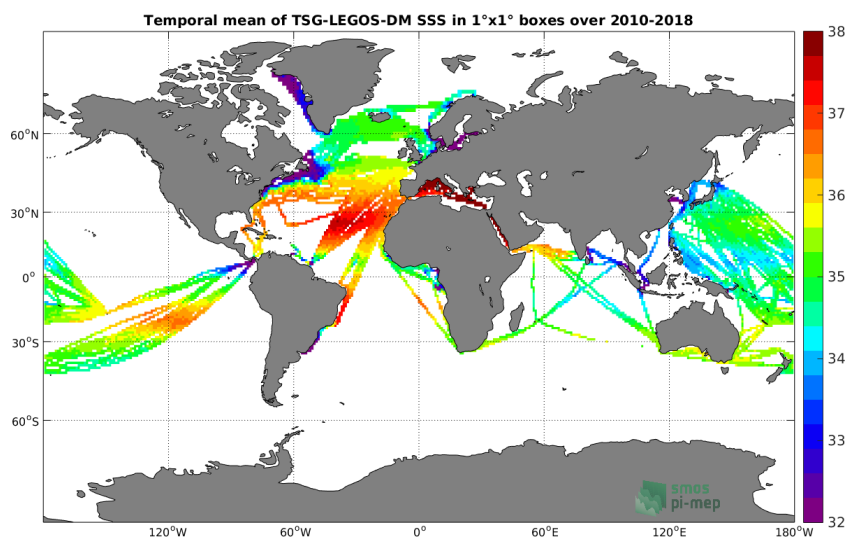 Temporal mean of TSG-LEGOS-DM SSS in 1°x1° boxes over 2010-2018
60°N
30°N
0°
30°S
60°S
120°W
60°W
0°
60°E
120°E
180°W
38
37
36
35
34
33
32
smos
pi-mep